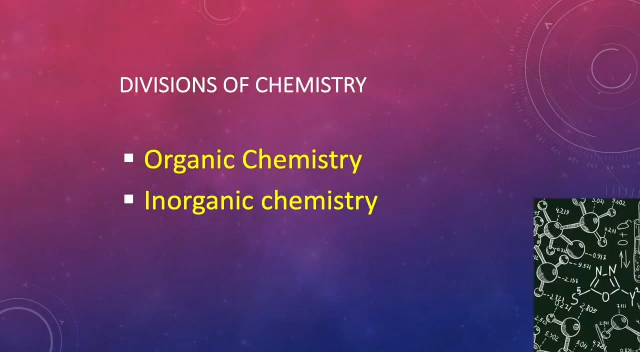 DIVISIONS OF CHEMISTRY
Organic Chemistry
Inorganic chemistry